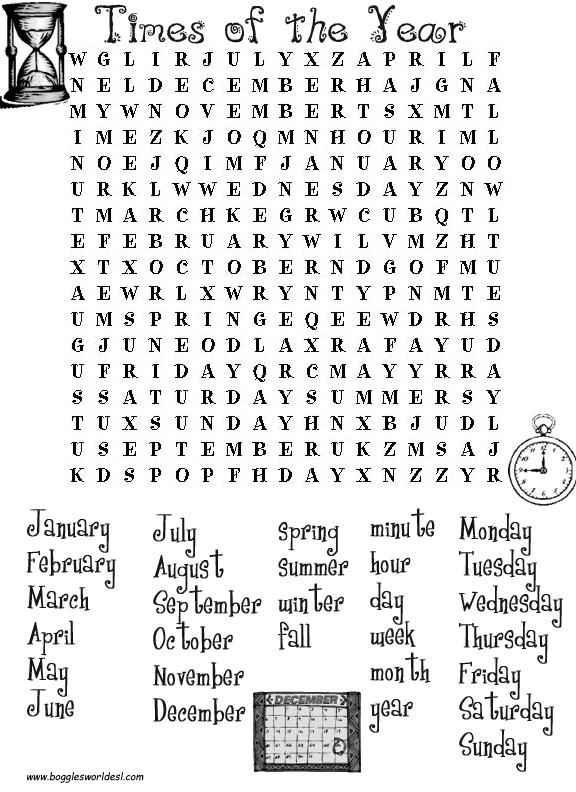 Times of the Year
W G L I R J U L Y X Z A P R I L F
N E L D E C E M B E R H A J G N A
M Y W N O V E M B E R T S X M T L
I M E Z K J O Q M N H O U R I M L
N O E J Q I M F J A N U A R Y O O
U R K L W W E D N E S D A Y Z N W
T M A R C H K E G R W C U B Q T L
E F E B R U A R Y W I L V M Z H T
X T X O C T O B E R N D G O F M U
A E W R L X W R Y N T Y P N M T E
U M S P R I N G E Q E E W D R H S
G J U N E O D L A X R A F A Y U D
U F R I D A Y Q R C M A Y Y R R A
S S A T U R D A Y S U M M E R S Y
T U X S U N D A Y H N X B J U D L
U S E P T E M B E R U K Z M S A J
K D S P O P F H D A Y X N Z Z Y R
January
February
March
April
May
June
July
August
September
October
November
December
spring
summer
winter
fall
minute
hour
day
week
month
year
Monday
Tuesday
Wednesday
Thursday
Friday
Saturday
Sunday
DECEMBER
www.bogglesworldesl.com